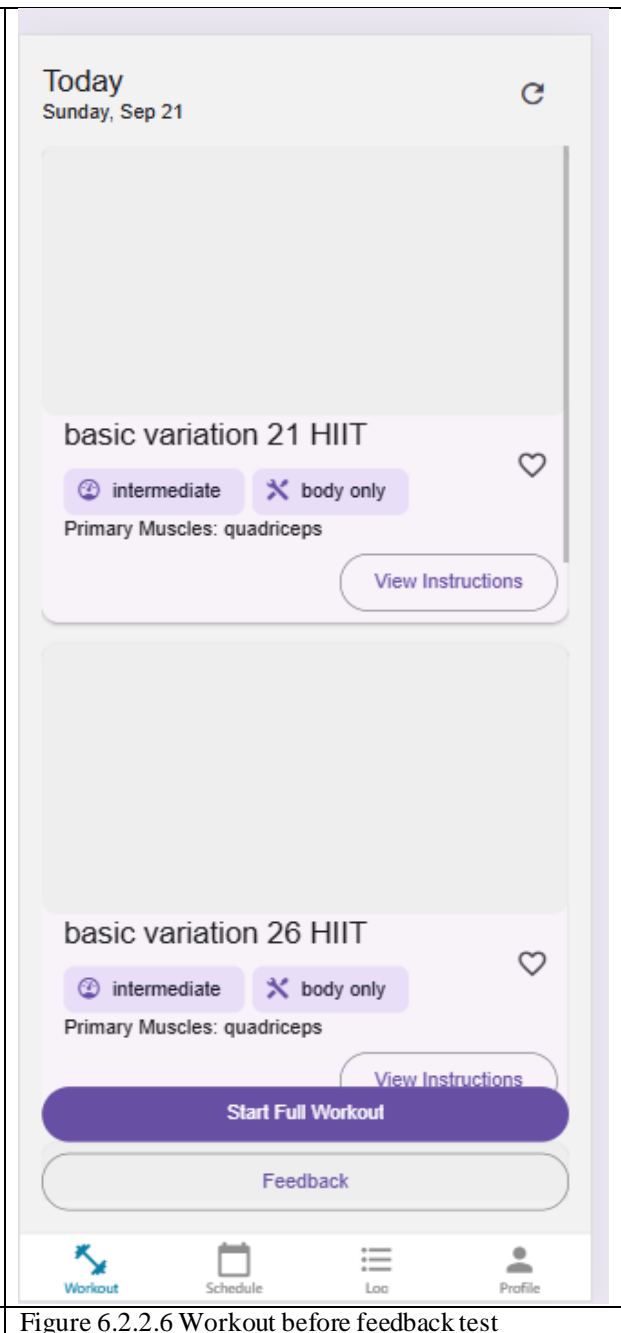 Today
Sunday, Sep 21
basic variation 21 HIIT
intermediate body only
Primary Muscles: quadriceps
View Instructions
basic variation 26 HIIT
intermediate body only
Primary Muscles: quadriceps
View Instructions
Start Full Workout
Feedback
Workout Schedule Log Profile
Figure 6.2.2.6 Workout before feedback test